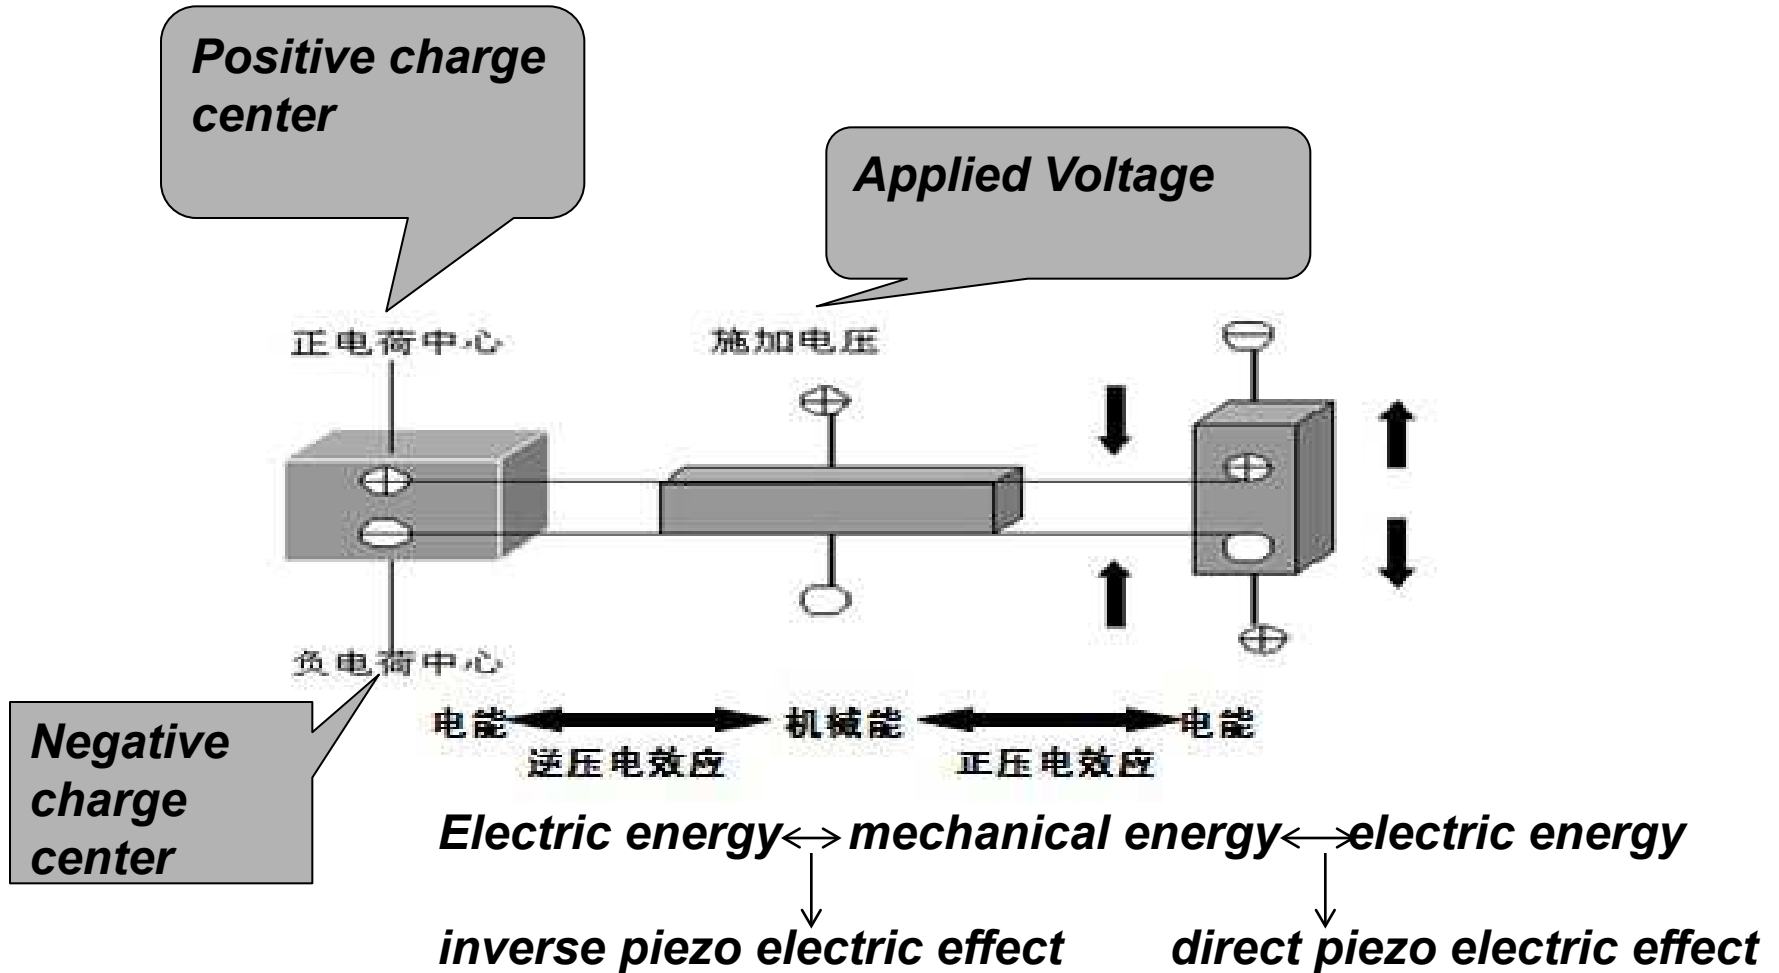 Positive charge
center
Applied Voltage
正电荷中心
施加电压
负电荷中心
Negative
charge
center
电能 机械能 电能
逆压电效应 正压电效应
Electric energy mechanical energy electric energy
inverse piezo electric effect direct piezo electric effect